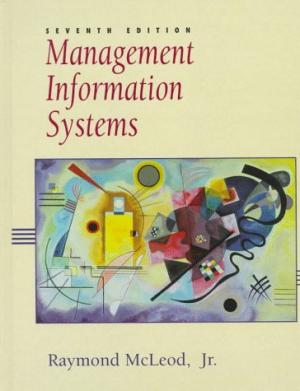 SEVENTH EDITION
Management
Information
Systems
Raymond McLeod, Jr.